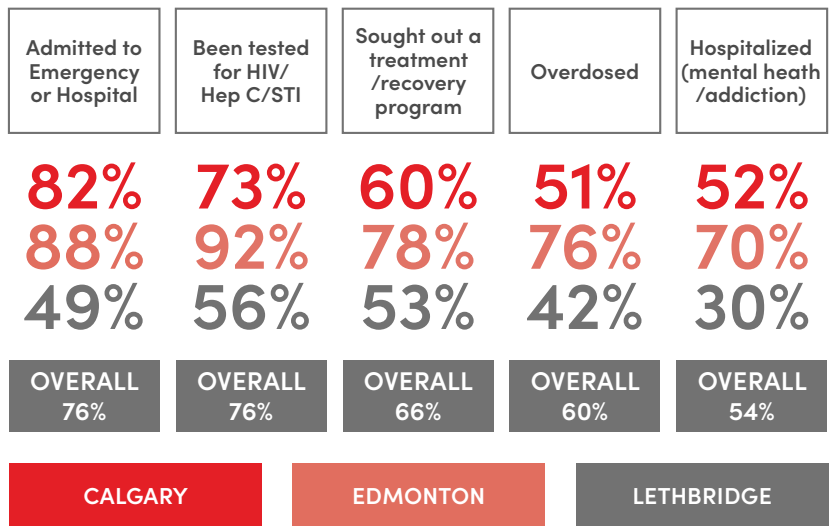 Admitted to
Emergency
or Hospital
Been tested
for HIV/
Hep C/STI
Sought out a
treatment
/recovery
program
Overdosed
Hospitalized
(mental heath
/addiction)
82% 73% 60% 51% 52%
88% 92% 78% 76% 70%
49% 56% 53% 42% 30%
OVERALL OVERALL OVERALL OVERALL OVERALL
76% 76% 66% 60% 54%
CALGARY EDMONTON LETHBRIDGE